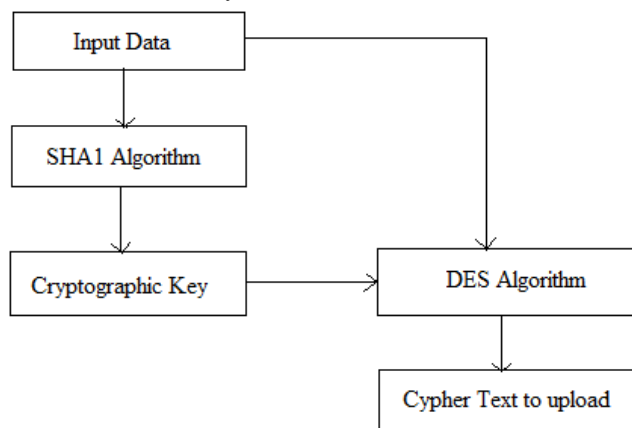 Input Data
SHA1 Algorithm
Cryptographic Key
DES Algorithm
Cypher Text to upload